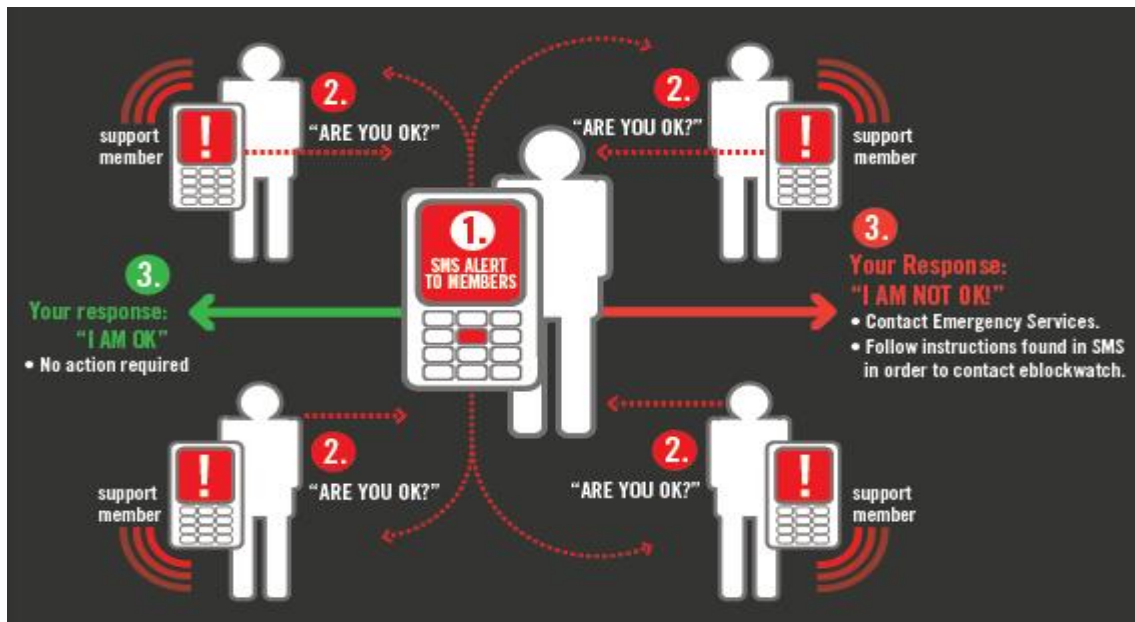 2.
"ARE YOU OK?"
support
member
!
2.
"ARE YOU OK?"
support
member
!
1.
SMS ALERT
TO MEMBERS
3.
Your response:
"I AM OK"
• No action required
3.
Your Response:
"I AM NOT OK!"
• Contact Emergency Services.
• Follow instructions found in SMS
in order to contact eblockwatch.
2.
"ARE YOU OK?"
support
member
!
2.
"ARE YOU OK?"
support
member
!